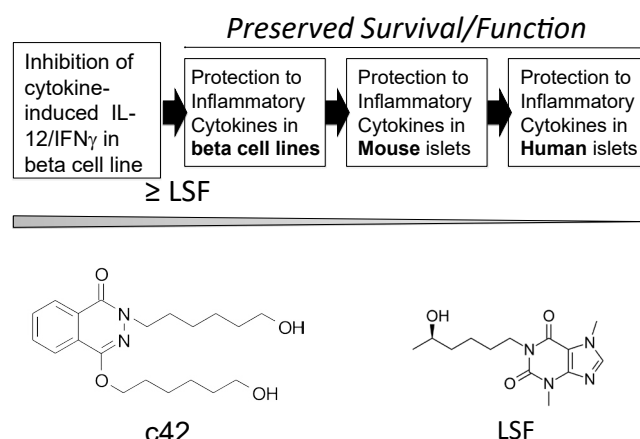 Preserved Survival/Function
Inhibition of
cytokine-
induced IL-
12/IFNγ in
beta cell line
Protection to
Inflammatory
Cytokines in
beta cell lines
Protection to
Inflammatory
Cytokines in
Mouse islets
Protection to
Inflammatory
Cytokines in
Human islets
≥ LSF
O
N
N
OH
O
OH
c42
OH
O
N
N
O
N
N
LSF